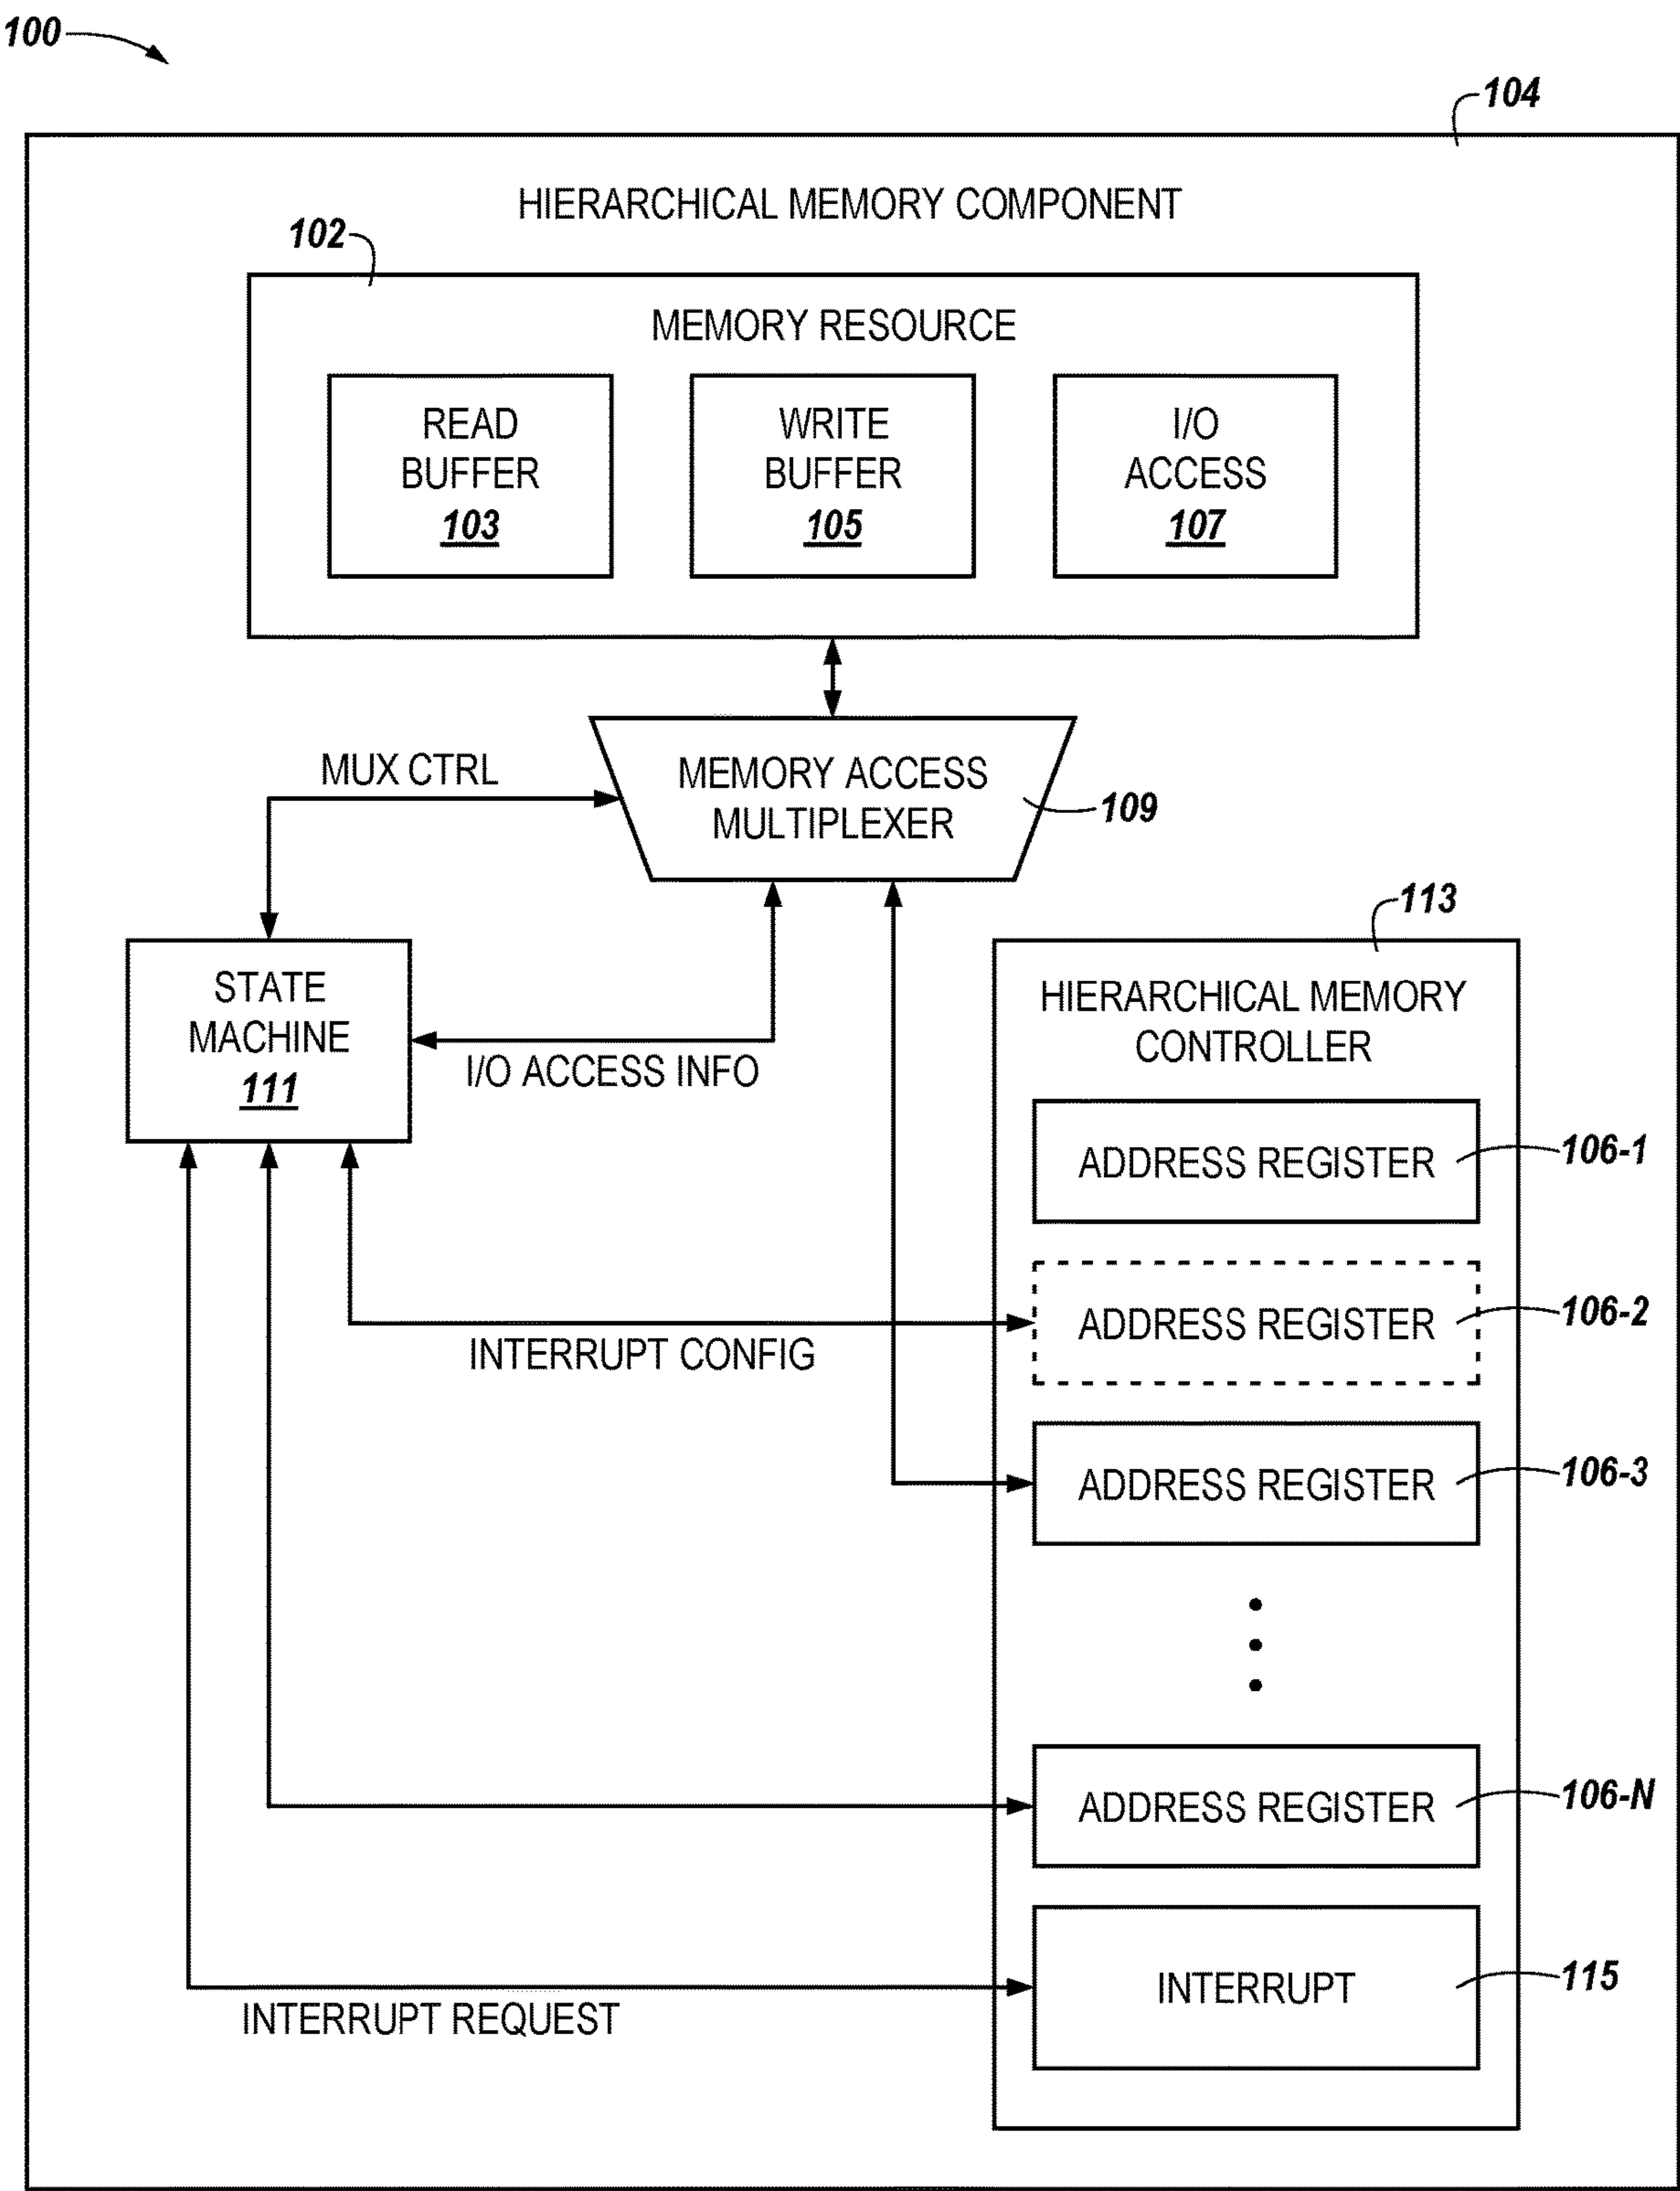 100
104
HIERARCHICAL MEMORY COMPONENT
102
MEMORY RESOURCE
READ
BUFFER
103
WRITE
BUFFER
105
I/O
ACCESS
107
MUX CTRL
MEMORY ACCESS
MULTIPLEXER
109
STATE
MACHINE
111
I/O ACCESS INFO
113
HIERARCHICAL MEMORY
CONTROLLER
ADDRESS REGISTER
106-1
ADDRESS REGISTER
106-2
INTERRUPT CONFIG
ADDRESS REGISTER
106-3
ADDRESS REGISTER
106-N
INTERRUPT
115
INTERRUPT REQUEST